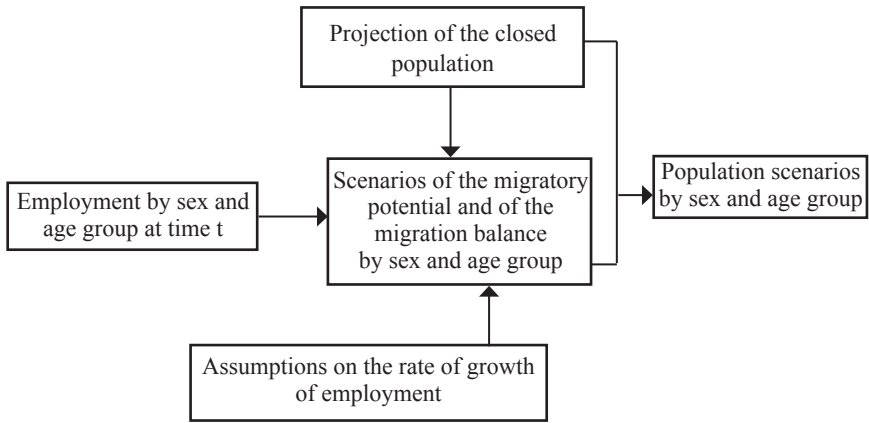 Projection of the closed
population
Employment by sex and
age group at time t
Scenarios of the migratory
potential and of the
migration balance
by sex and age group
Population scenarios
by sex and age group
Assumptions on the rate of growth
of employment